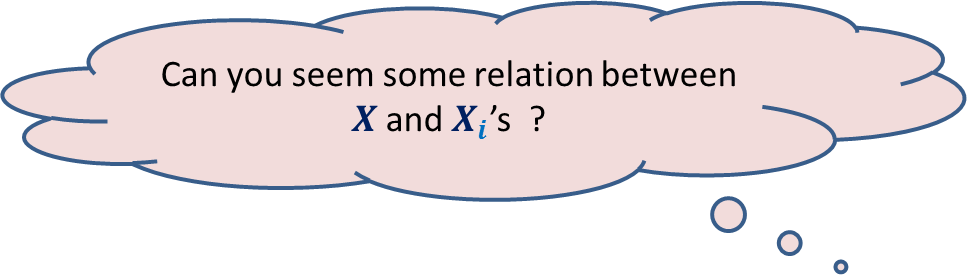 Can you seem some relation between
X and Xᵢ’s ?